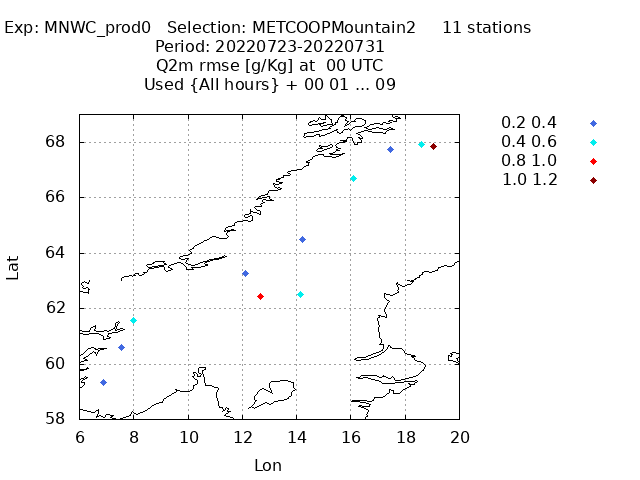 Exp: MNWC_prod0 Selection: METCOOPMountain2 11 stations
Period: 20220723-20220731
Q2m rmse [g/Kg] at 00 UTC
Used {All hours} + 00 01 ... 09
0.2 0.4
0.4 0.6
0.8 1.0
1.0 1.2
68
66
64
62
60
58
Lat
6 8 10 12 14 16 18 20
Lon